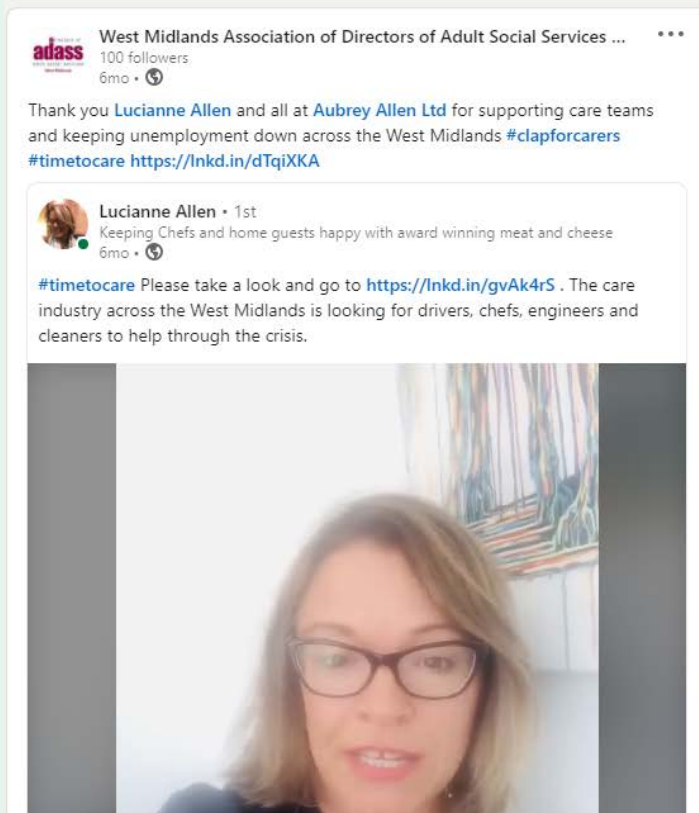 West Midlands Association of Directors of Adult Social Services ...
adass
100 followers
6mo •
Thank you Lucianne Allen and all at Aubrey Allen Ltd for supporting care teams
and keeping unemployment down across the West Midlands #clapforcarers
#timetocare https://lnkd.in/dTqiXKA
Lucianne Allen • 1st
Keeping Chefs and home guests happy with award winning meat and cheese
6mo •
#timetocare Please take a look and go to https://lnkd.in/gvAk4rS . The care
industry across the West Midlands is looking for drivers, chefs, engineers and
cleaners to help through the crisis.